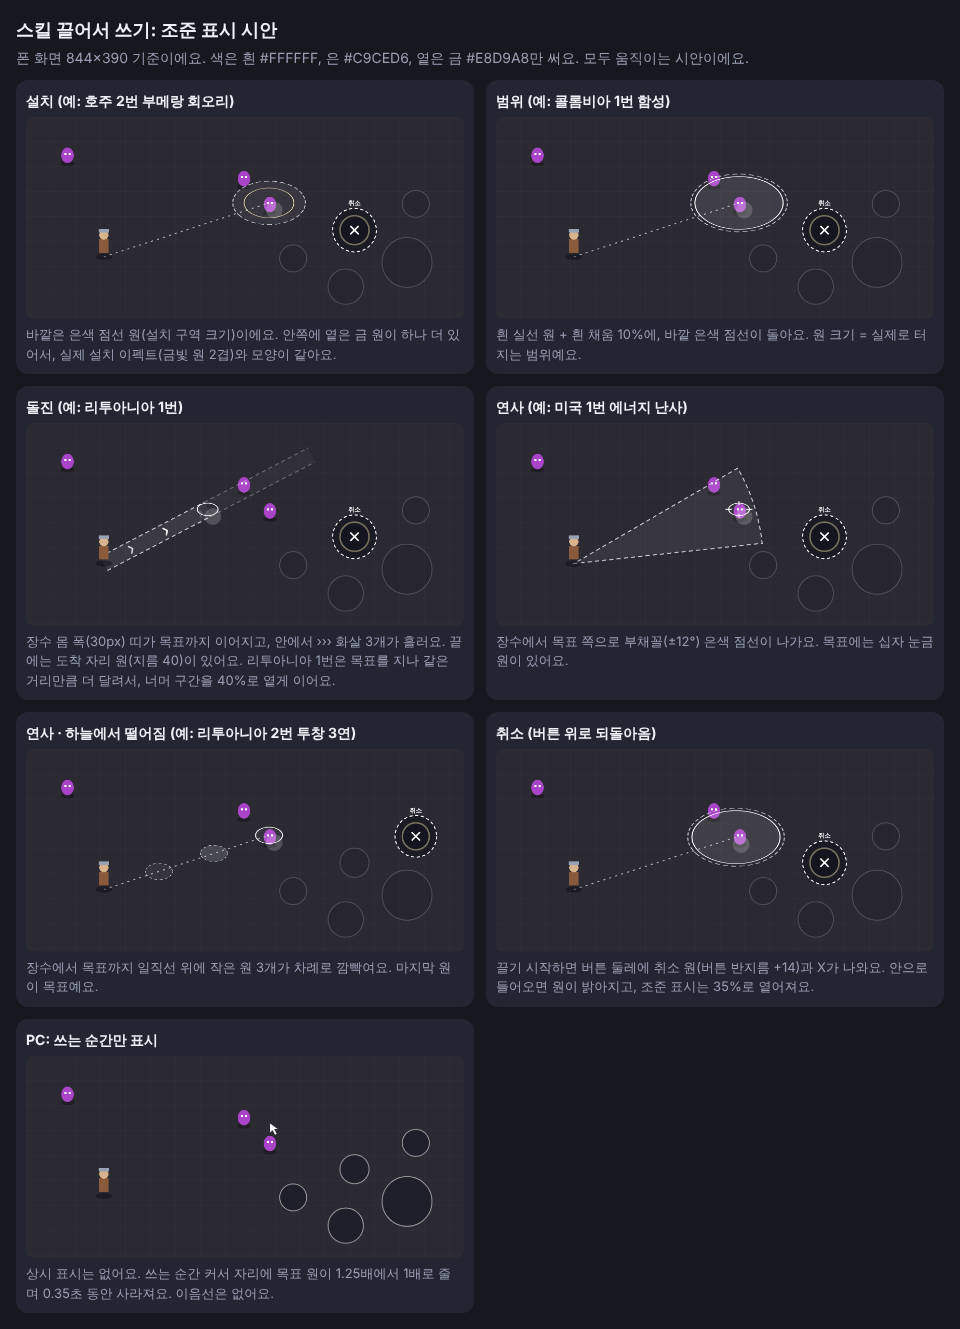 스킬 끌어서 쓰기: 조준 표시 시안
폰 화면 844×390 기준이에요. 색은 흰 #FFFFFF, 은 #C9CED6, 옅은 금 #E8D9A8만 써요. 모두 움직이는 시안이에요.
설치 (예: 호주 2번 부메랑 회오리)
취소
바깥은 은색 점선 원(설치 구역 크기)이에요. 안쪽에 옅은 금 원이 하나 더 있
어서, 실제 설치 이펙트(금빛 원 2겹)와 모양이 같아요.
범위 (예: 콜롬비아 1번 함성)
취소
흰 실선 원 + 흰 채움 10%에, 바깥 은색 점선이 돌아요. 원 크기 = 실제로 터
지는 범위예요.
돌진 (예: 리투아니아 1번)
취소
장수 몸 폭(30px) 띠가 목표까지 이어지고, 안에서 ››› 화살 3개가 흘러요. 끝
에는 도착 자리 원(지름 40)이 있어요. 리투아니아 1번은 목표를 지나 같은
거리만큼 더 달려서, 너머 구간을 40%로 옅게 이어요.
연사 (예: 미국 1번 에너지 난사)
취소
장수에서 목표 쪽으로 부채꼴(±12°) 은색 점선이 나가요. 목표에는 십자 눈금
원이 있어요.
연사 · 하늘에서 떨어짐 (예: 리투아니아 2번 투창 3연)
취소
장수에서 목표까지 일직선 위에 작은 원 3개가 차례로 깜빡여요. 마지막 원
이 목표예요.
취소 (버튼 위로 되돌아옴)
취소
끌기 시작하면 버튼 둘레에 취소 원(버튼 반지름 +14)과 X가 나와요. 안으로
들어오면 원이 밝아지고, 조준 표시는 35%로 옅어져요.
PC: 쓰는 순간만 표시
상시 표시는 없어요. 쓰는 순간 커서 자리에 목표 원이 1.25배에서 1배로 줄
며 0.35초 동안 사라져요. 이음선은 없어요.